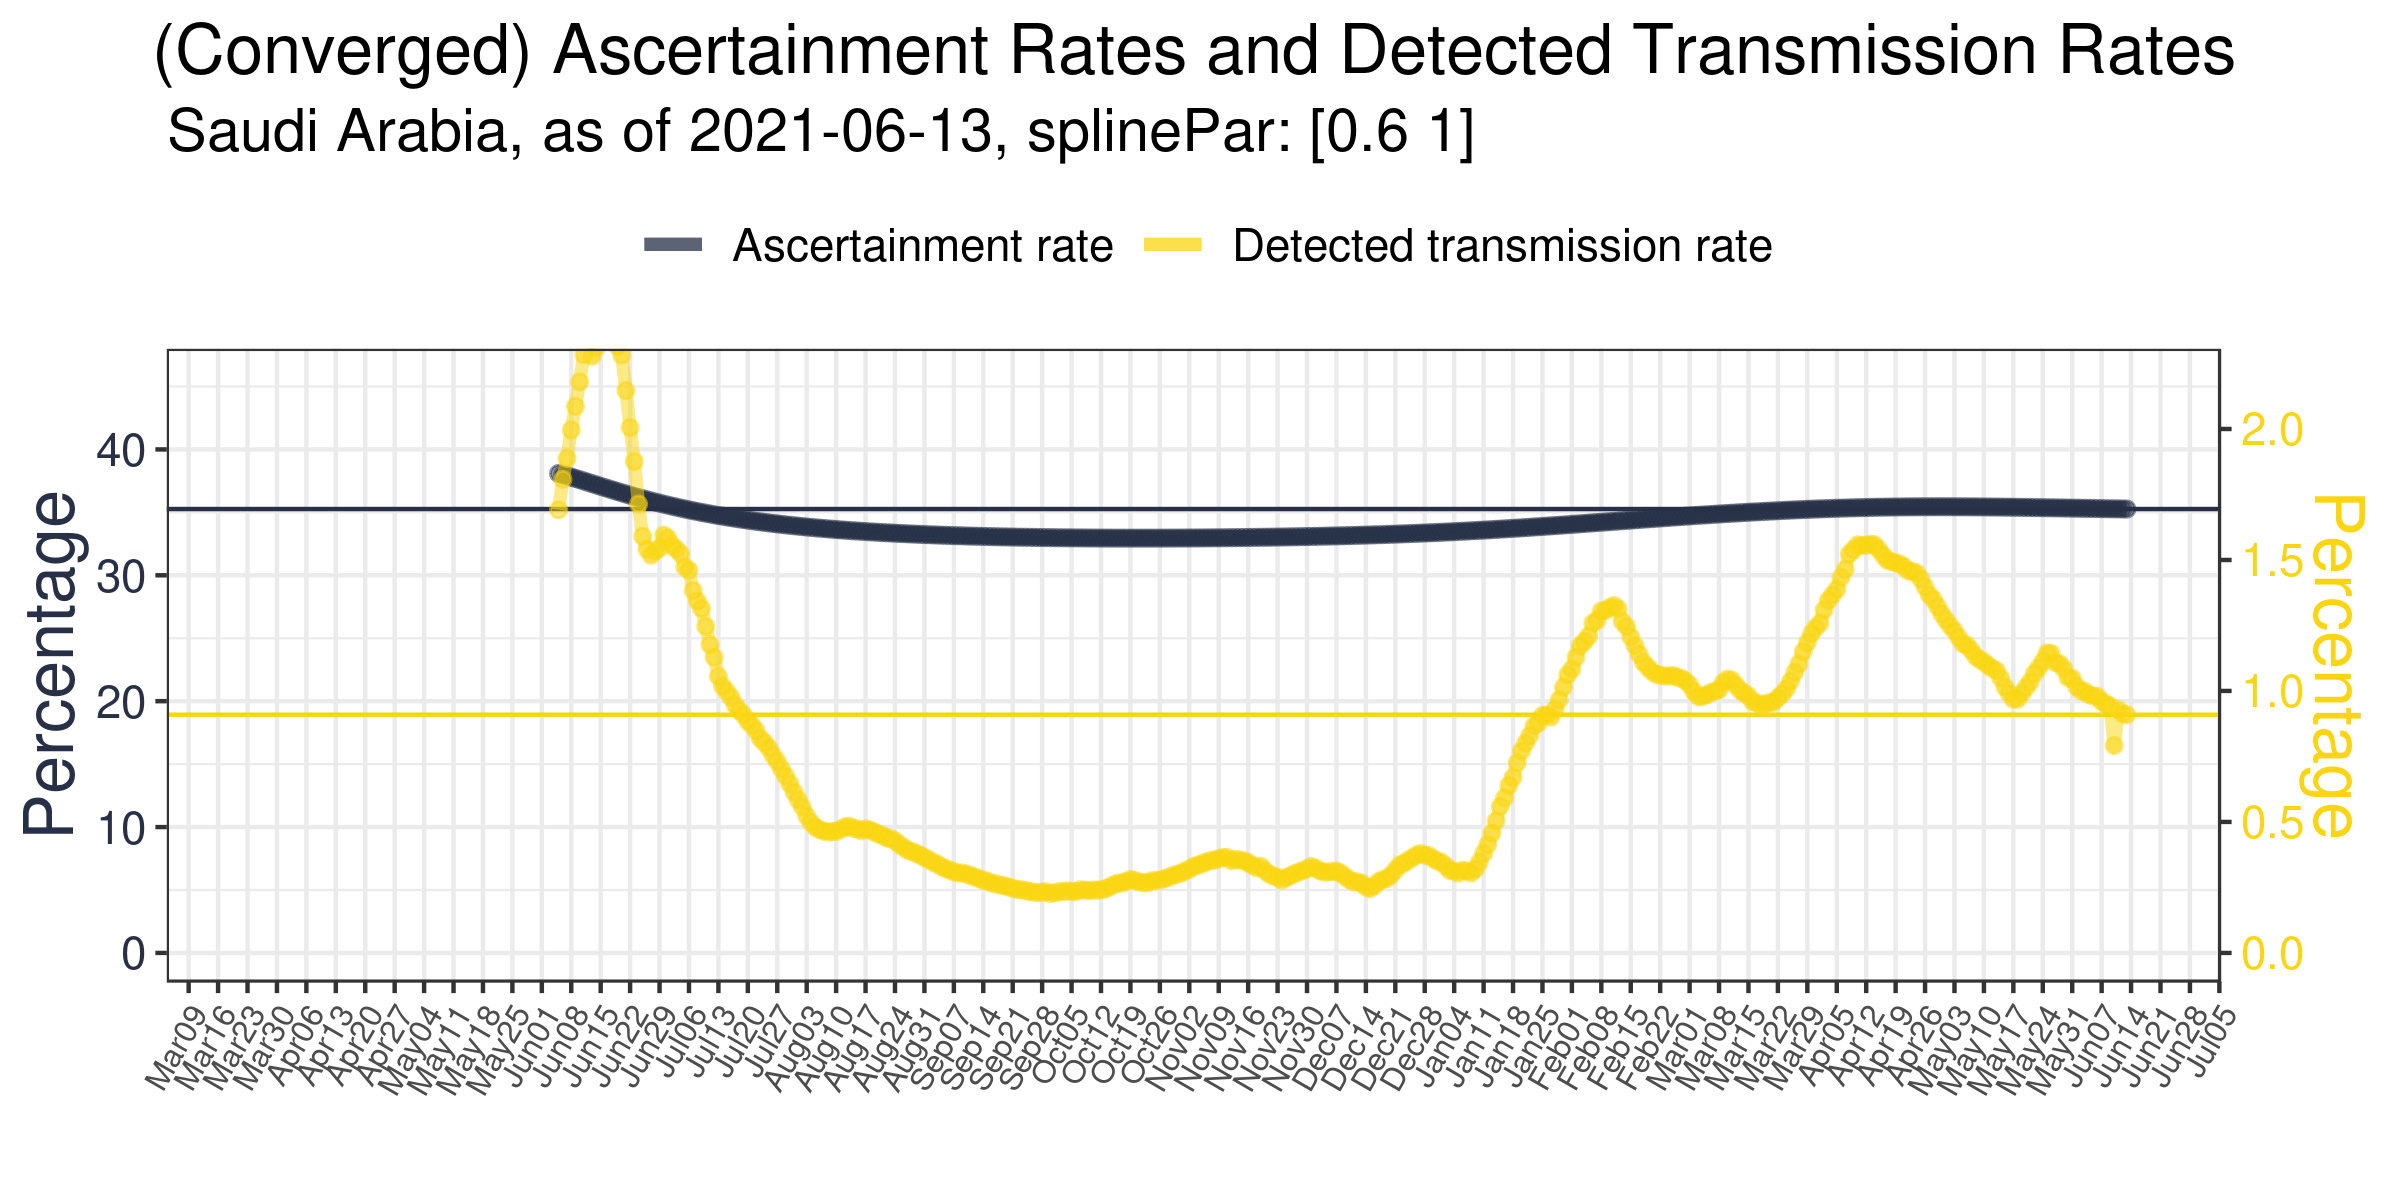 (Converged) Ascertainment Rates and Detected Transmission Rates
Saudi Arabia, as of 2021-06-13, splinePar: [0.6 1]
Ascertainment rate
Detected transmission rate
Percentage
40
30
20
10
0
2.0
1.5
1.0
0.5
0.0
Percentage
Mar09
Mar16
Mar23
Mar30
Apr06
Apr13
Apr20
Apr27
May04
May11
May18
May25
Jun01
Jun08
Jun15
Jun22
Jun29
Jul06
Jul13
Jul20
Jul27
Aug03
Aug10
Aug17
Aug24
Aug31
Sep07
Sep14
Sep21
Sep28
Oct05
Oct12
Oct19
Oct26
Nov02
Nov09
Nov16
Nov23
Nov30
Dec07
Dec14
Dec21
Dec28
Jan04
Jan11
Jan18
Jan25
Feb01
Feb08
Feb15
Feb22
Mar01
Mar08
Mar15
Mar22
Mar29
Apr05
Apr12
Apr19
Apr26
May03
May10
May17
May24
May31
Jun07
Jun14
Jun21
Jun28
Jul05